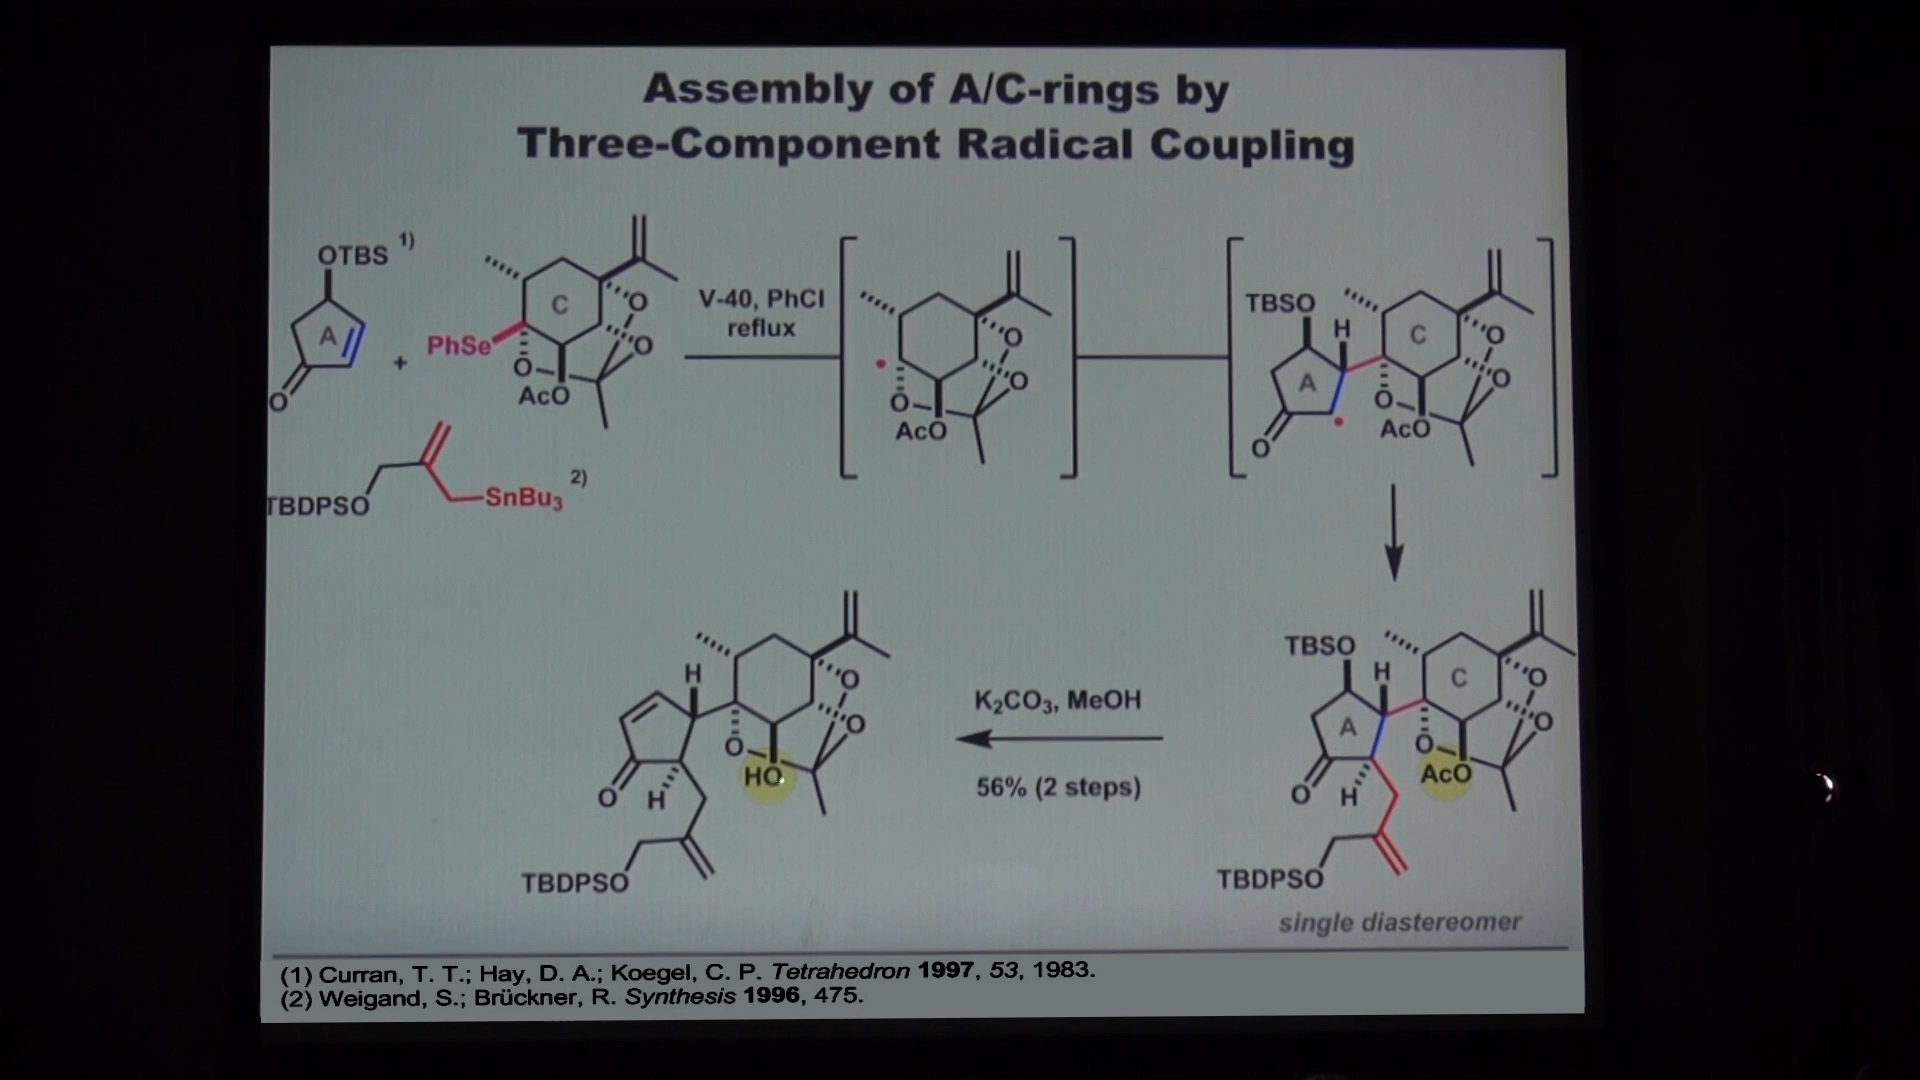 Assembly of A/C-rings by
Three-Component Radical Coupling
OTBS 1)
A
O
+
PhSe
C
O
O
O
AcO
TBDPSO
SnBu3 2)
V-40, PhCl
reflux
O
O
O
AcO
TBSO
H
A
C
O
O
O
O
AcO
TBSO
H
A
C
O
O
O
O
H
AcO
TBDPSO
single diastereomer
K2CO3, MeOH
56% (2 steps)
H
O
O
O
O
H
HO
TBDPSO
(1) Curran, T. T.; Hay, D. A.; Koegel, C. P. Tetrahedron 1997, 53, 1983.
(2) Weigand, S.; Brückner, R. Synthesis 1996, 475.